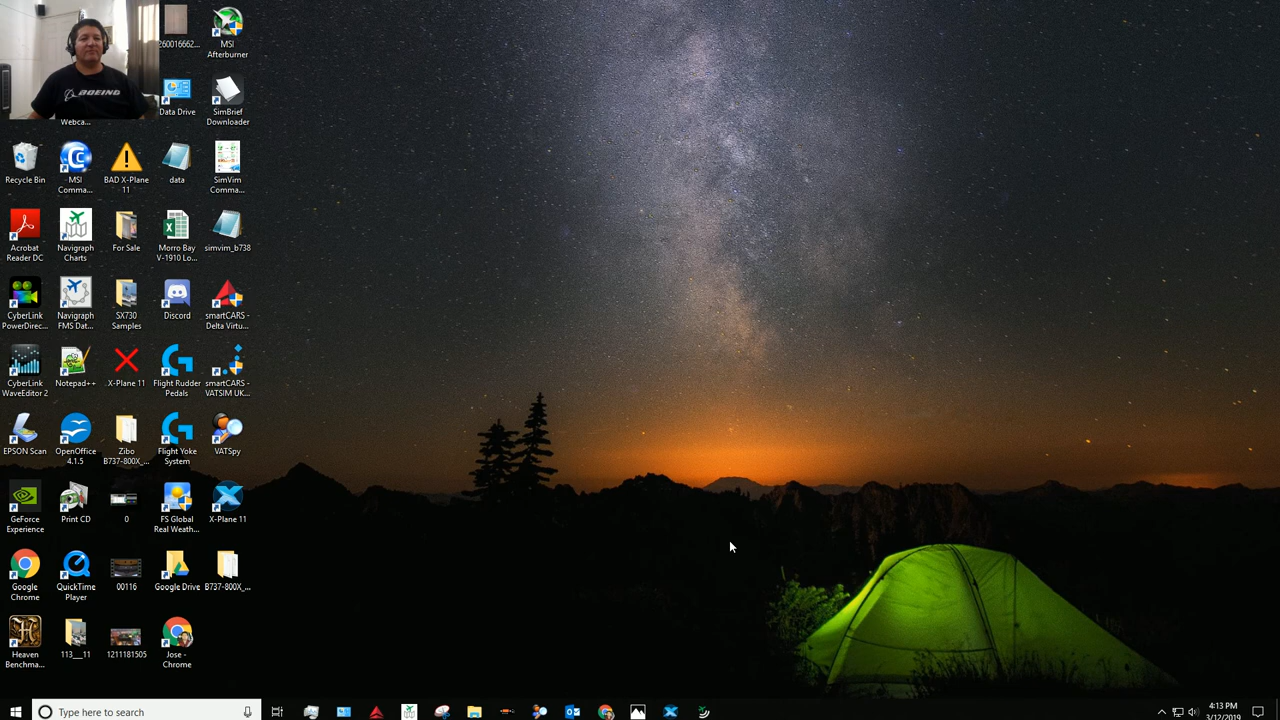 260016662...
MSI
Afterburner
BOEING
Webca...
Data Drive
SimBrief
Downloader
Recycle Bin
MSI
Comma...
BAD X-Plane
11
data
SimVim
Comma...
Acrobat
Reader DC
Navigraph
Charts
For Sale
Morro Bay
V-1910 Lo...
simvim_b738
CyberLink
PowerDirec...
Navigraph
FMS Dat...
SX730
Samples
Discord
smartCARS -
Delta Virtu...
CyberLink
WaveEditor 2
Notepad++
X-Plane 11
Flight Rudder
Pedals
smartCARS -
VATSIM UK...
EPSON Scan
OpenOffice
4.1.5
Zibo
B737-800X_...
Flight Yoke
System
VATSpy
GeForce
Experience
Print CD
0
FS Global
Real Weath...
X-Plane 11
Google
Chrome
QuickTime
Player
00116
Google Drive
B737-800X_...
Heaven
Benchma...
113___11
1211181505
Jose -
Chrome
Type here to search
4:13 PM
3/12/2019